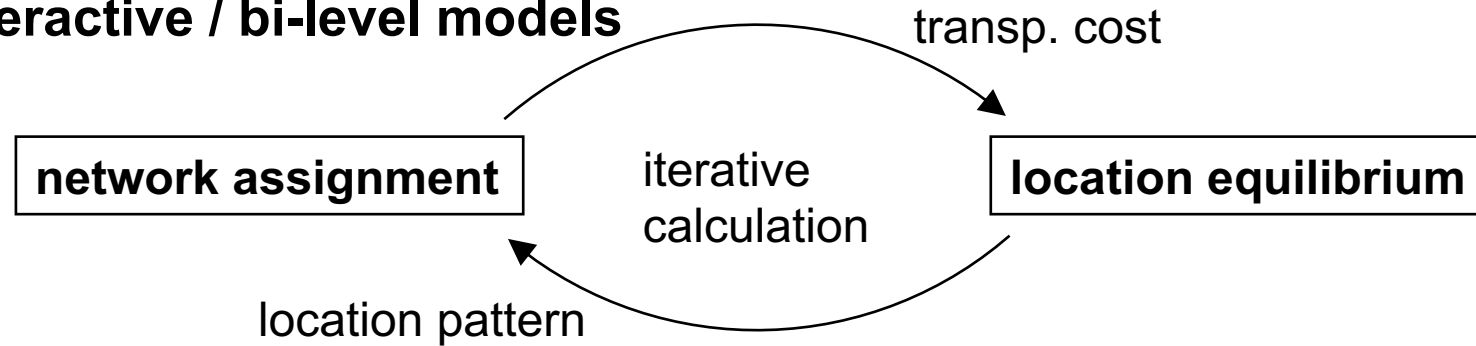 eractive / bi-level models
transp. cost
network assignment
iterative
calculation
location equilibrium
location pattern